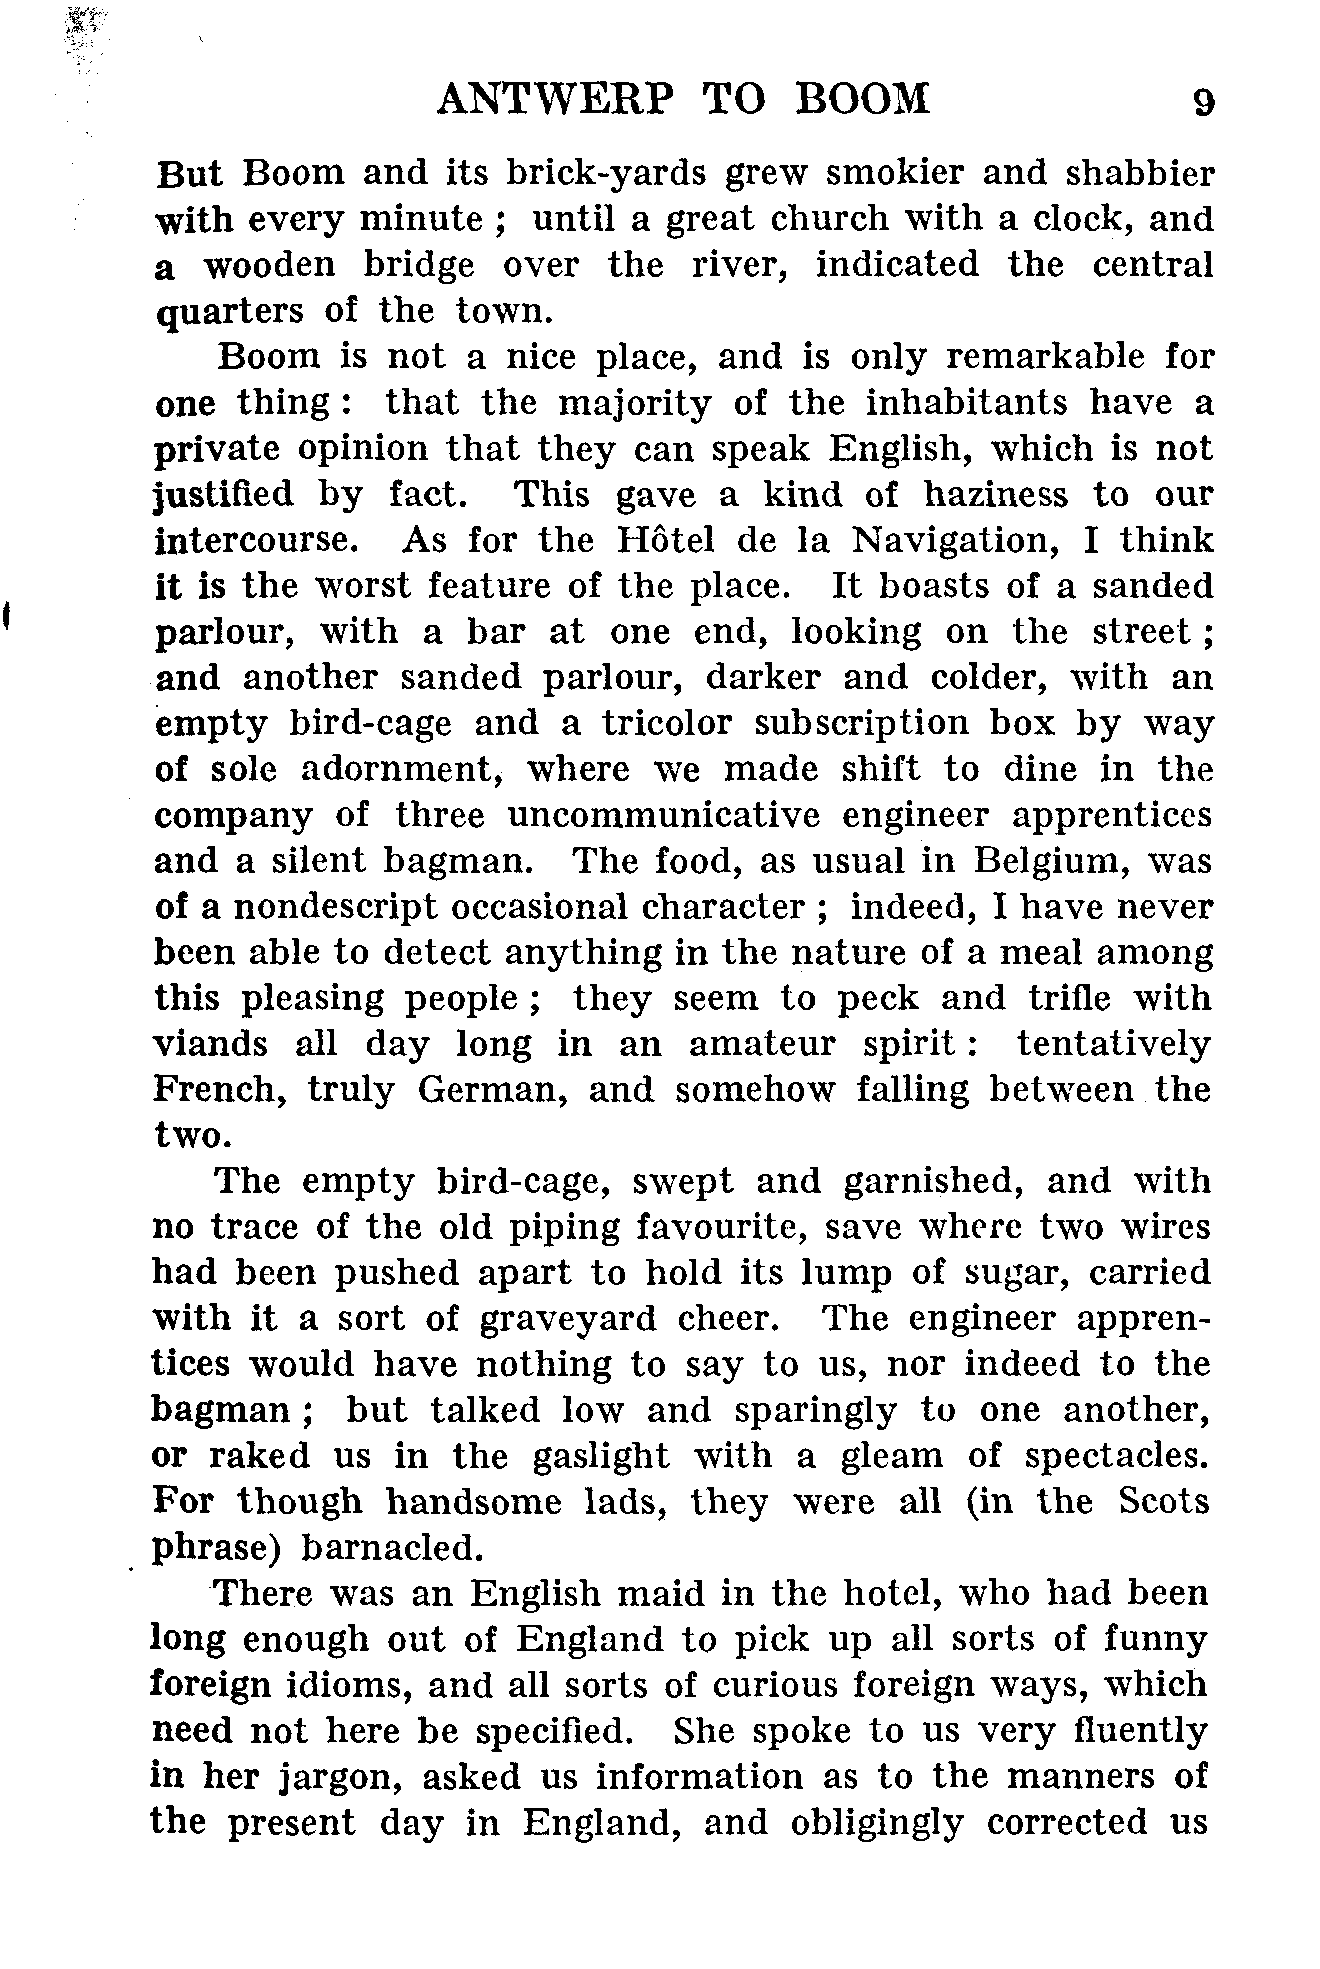 ANTWERP TO BOOM 9
But Boom and its brick-yards grew smokier and shabbier
with every minute ; until a great church with a clock, and
a wooden bridge over the river, indicated the central
quarters of the town.
Boom is not a nice place, and is only remarkable for
one thing : that the majority of the inhabitants have a
private opinion that they can speak English, which is not
justified by fact. This gave a kind of haziness to our
intercourse. As for the Hôtel de la Navigation, I think
it is the worst feature of the place. It boasts of a sanded
parlour, with a bar at one end, looking on the street ;
and another sanded parlour, darker and colder, with an
empty bird-cage and a tricolor subscription box by way
of sole adornment, where we made shift to dine in the
company of three uncommunicative engineer apprentices
and a silent bagman. The food, as usual in Belgium, was
of a nondescript occasional character ; indeed, I have never
been able to detect anything in the nature of a meal among
this pleasing people ; they seem to peck and trifle with
viands all day long in an amateur spirit : tentatively
French, truly German, and somehow falling between the
two.
The empty bird-cage, swept and garnished, and with
no trace of the old piping favourite, save where two wires
had been pushed apart to hold its lump of sugar, carried
with it a sort of graveyard cheer. The engineer appren-
tices would have nothing to say to us, nor indeed to the
bagman ; but talked low and sparingly to one another,
or raked us in the gaslight with a gleam of spectacles.
For though handsome lads, they were all (in the Scots
phrase) barnacled.
There was an English maid in the hotel, who had been
long enough out of England to pick up all sorts of funny
foreign idioms, and all sorts of curious foreign ways, which
need not here be specified. She spoke to us very fluently
in her jargon, asked us information as to the manners of
the present day in England, and obligingly corrected us